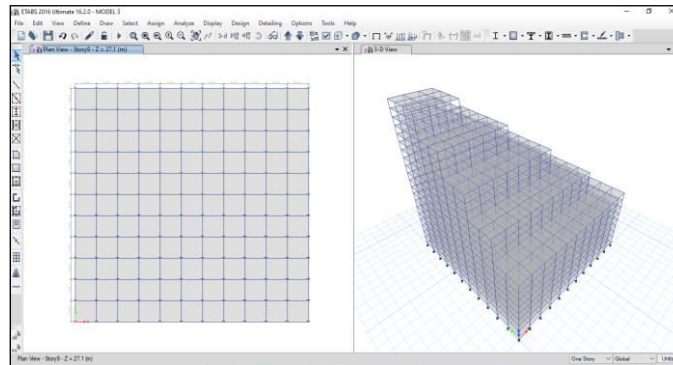 ETABS 2016 Ultimate 16.2.0 - MODEL 3
File Edit View Define Draw Select Assign Analyze Display Design Detailing Options Tools Help
Plan View - Story9 - Z = 27.1 (m)
3-D View
Plan View - Story9 - Z = 27.1 (m)
One Story
Global
Units